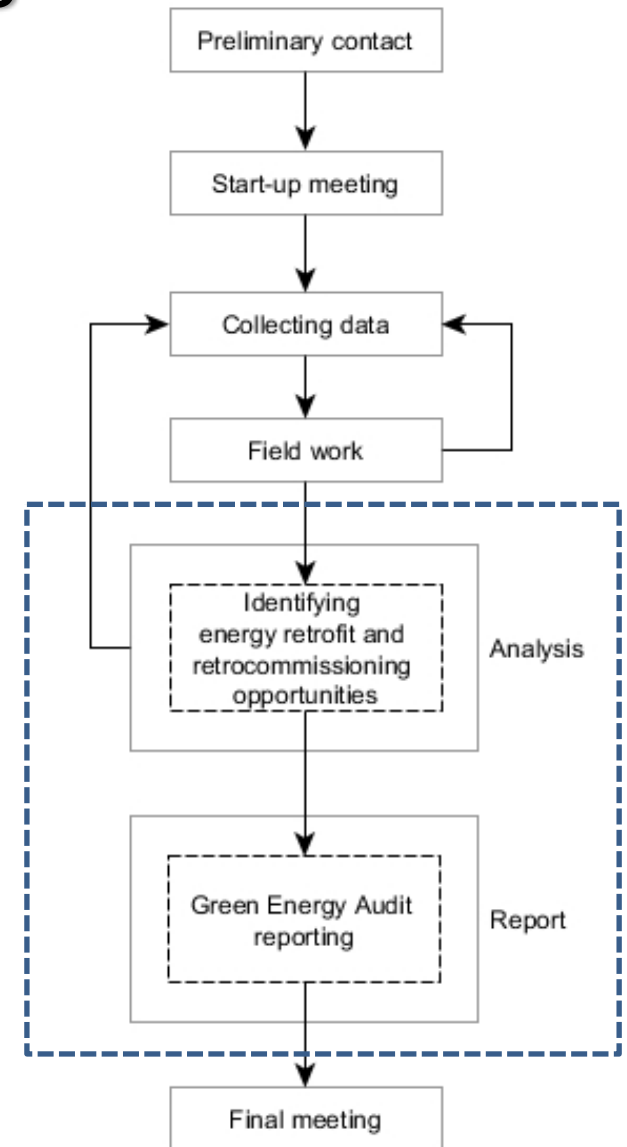 Preliminary contact
Start-up meeting
Collecting data
Field work
Identifying
energy retrofit and
retrocommissioning
opportunities
Analysis
Green Energy Audit
reporting
Report
Final meeting